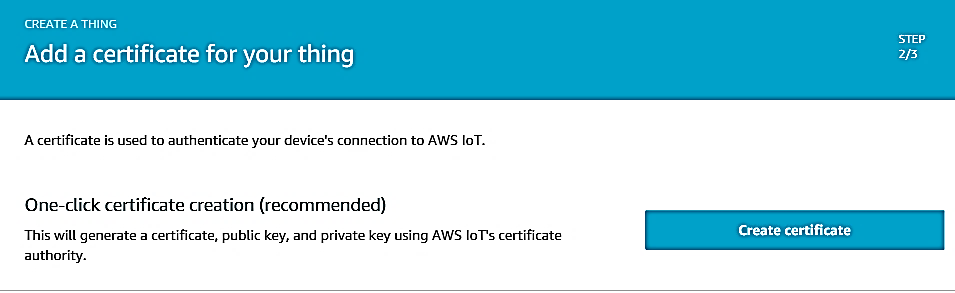 CREATE A THING
Add a certificate for your thing
STEP
2/3
A certificate is used to authenticate your device's connection to AWS IoT.
One-click certificate creation (recommended)
This will generate a certificate, public key, and private key using AWS IoT's certificate
authority.
Create certificate